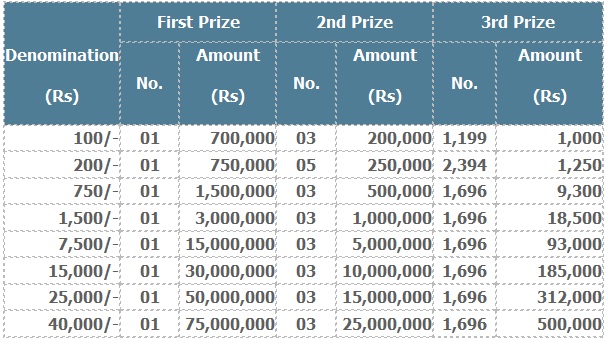 First Prize 2nd Prize 3rd Prize
Denomination (Rs) No. Amount (Rs) No. Amount (Rs) No. Amount (Rs)
100/- 01 700,000 03 200,000 1,199 1,000
200/- 01 750,000 05 250,000 2,394 1,250
750/- 01 1,500,000 03 500,000 1,696 9,300
1,500/- 01 3,000,000 03 1,000,000 1,696 18,500
7,500/- 01 15,000,000 03 5,000,000 1,696 93,000
15,000/- 01 30,000,000 03 10,000,000 1,696 185,000
25,000/- 01 50,000,000 03 15,000,000 1,696 312,000
40,000/- 01 75,000,000 03 25,000,000 1,696 500,000